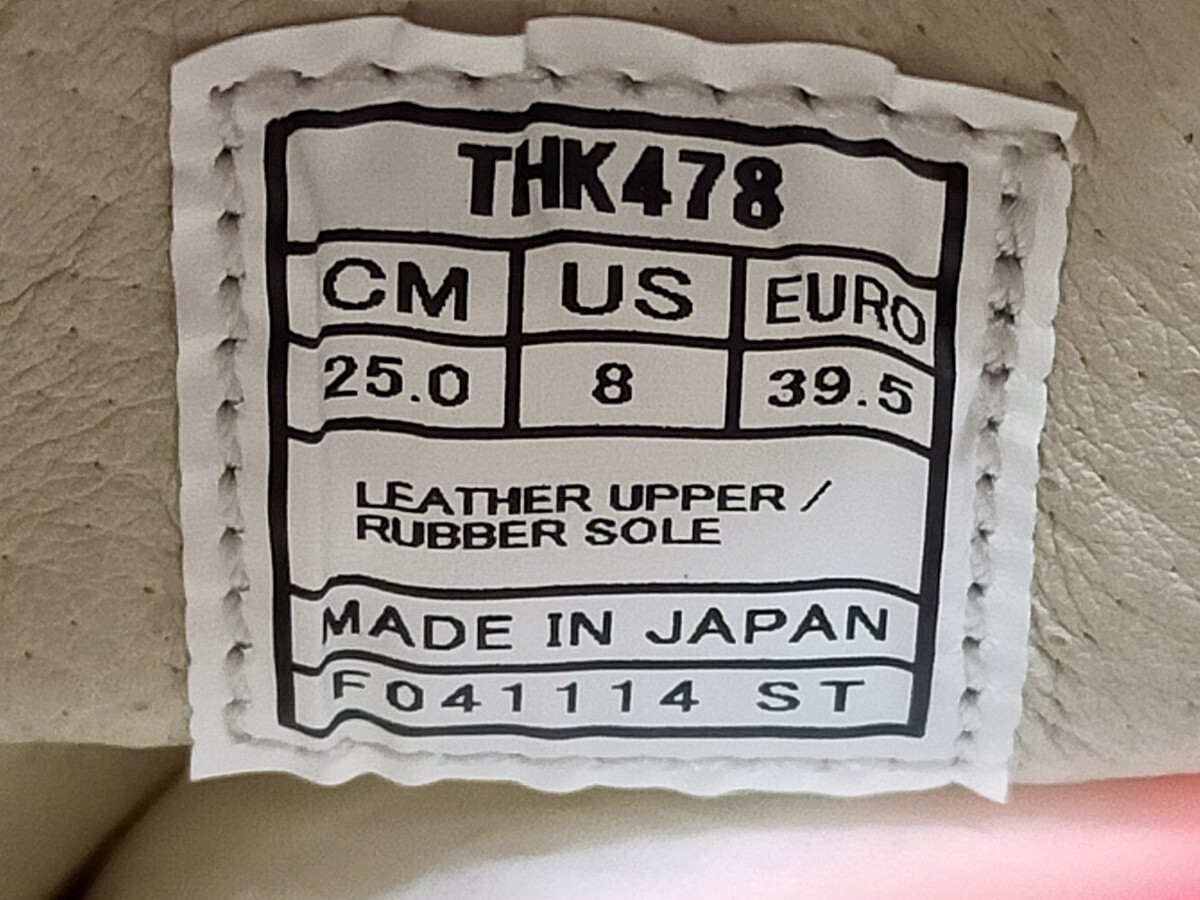 THK478
CM US EURO
25.0 8 39.5
LEATHER UPPER /
RUBBER SOLE
MADE IN JAPAN
F041114 ST